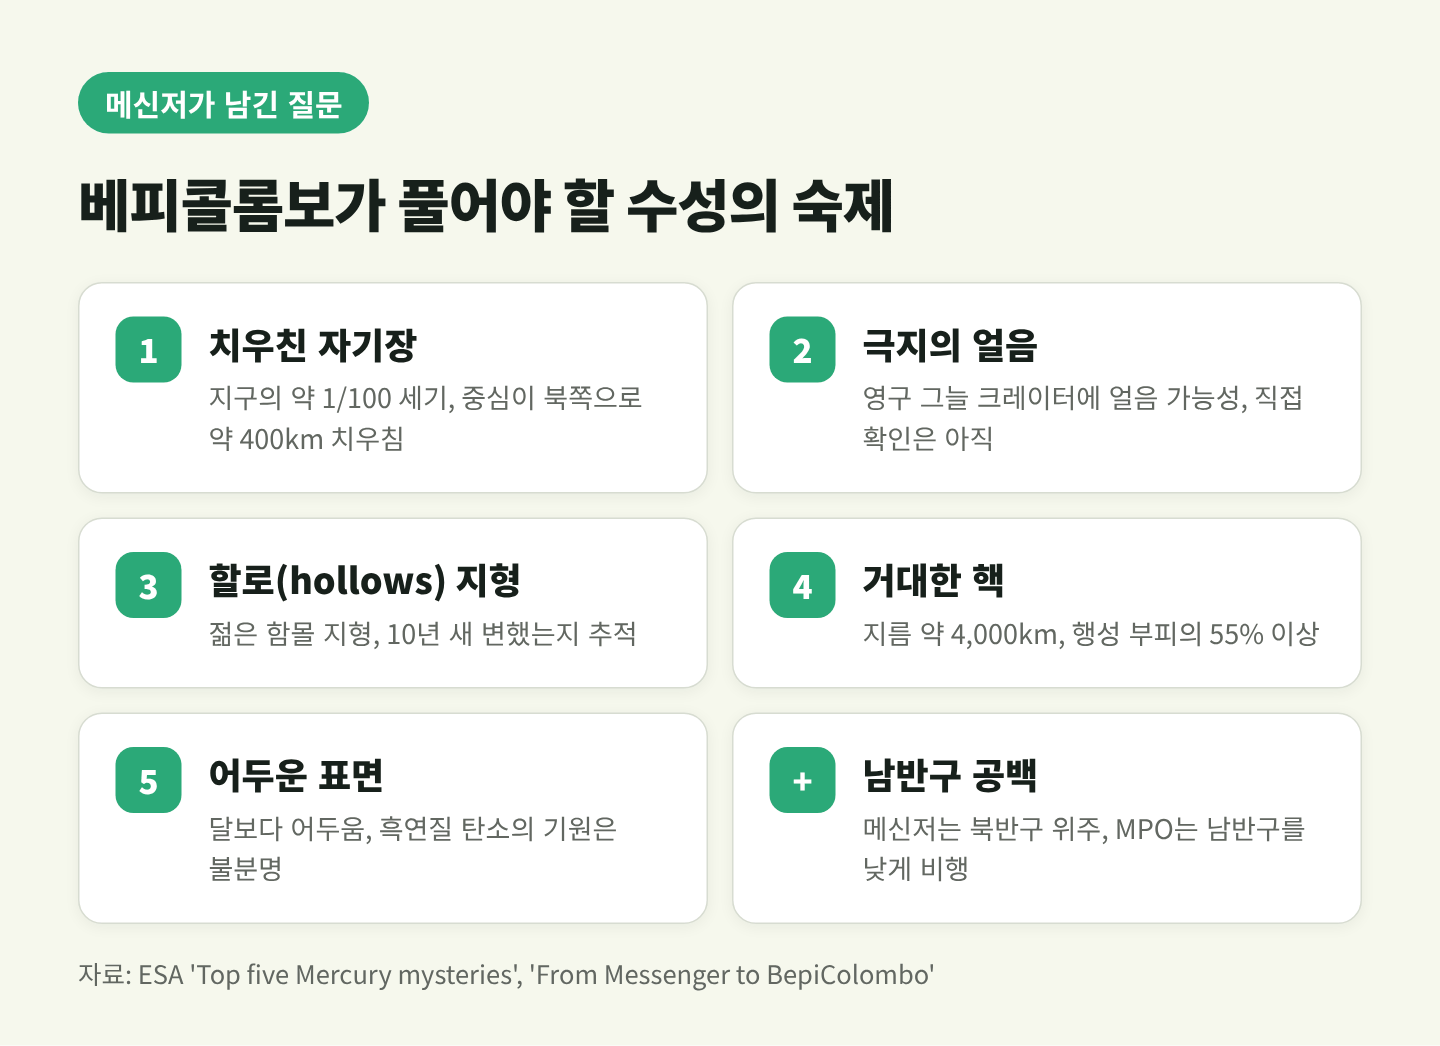 메신저가 남긴 질문
베피콜롬보가 풀어야 할 수성의 숙제
1
치우친 자기장
지구의 약 1/100 세기, 중심이 북쪽으로
약 400km 치우침
2
극지의 얼음
영구 그늘 크레이터에 얼음 가능성, 직접
확인은 아직
3
할로(hollows) 지형
젊은 함몰 지형, 10년 새 변했는지 추적
4
거대한 핵
지름 약 4,000km, 행성 부피의 55% 이상
5
어두운 표면
달보다 어두움, 흑연질 탄소의 기원은
불분명
+
남반구 공백
메신저는 북반구 위주, MPO는 남반구를
낮게 비행
자료: ESA 'Top five Mercury mysteries', 'From Messenger to BepiColombo'